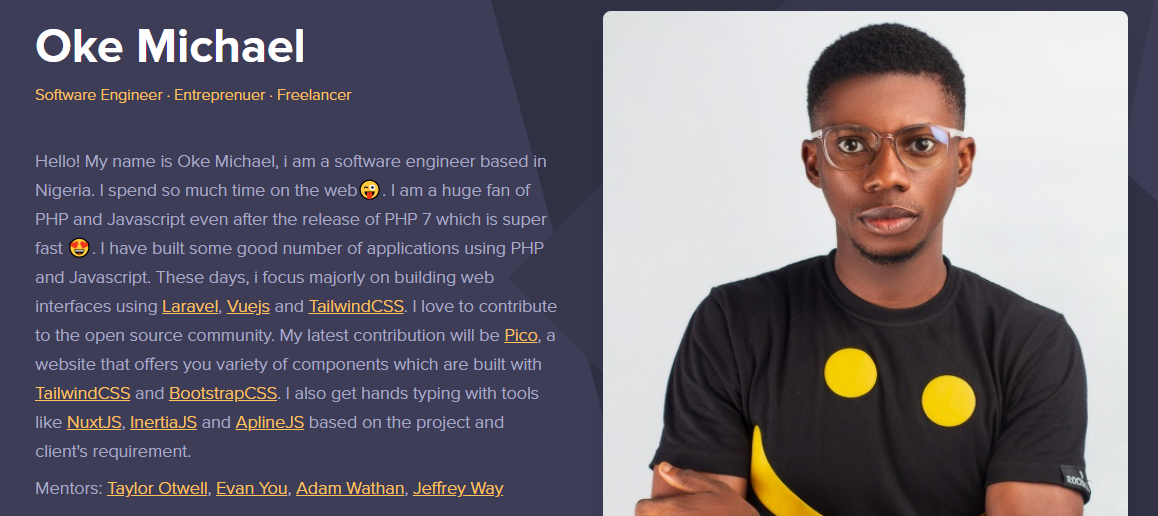 Oke Michael
Software Engineer · Entreprenuer · Freelancer
Hello! My name is Oke Michael, i am a software engineer based in
Nigeria. I spend so much time on the web😜. I am a huge fan of
PHP and Javascript even after the release of PHP 7 which is super
fast 😍. I have built some good number of applications using PHP
and Javascript. These days, i focus majorly on building web
interfaces using Laravel, Vuejs and TailwindCSS. I love to contribute
to the open source community. My latest contribution will be Pico, a
website that offers you variety of components which are built with
TailwindCSS and BootstrapCSS. I also get hands typing with tools
like NuxtJS, InertiaJS and AplineJS based on the project and
client's requirement.
Mentors: Taylor Otwell, Evan You, Adam Wathan, Jeffrey Way